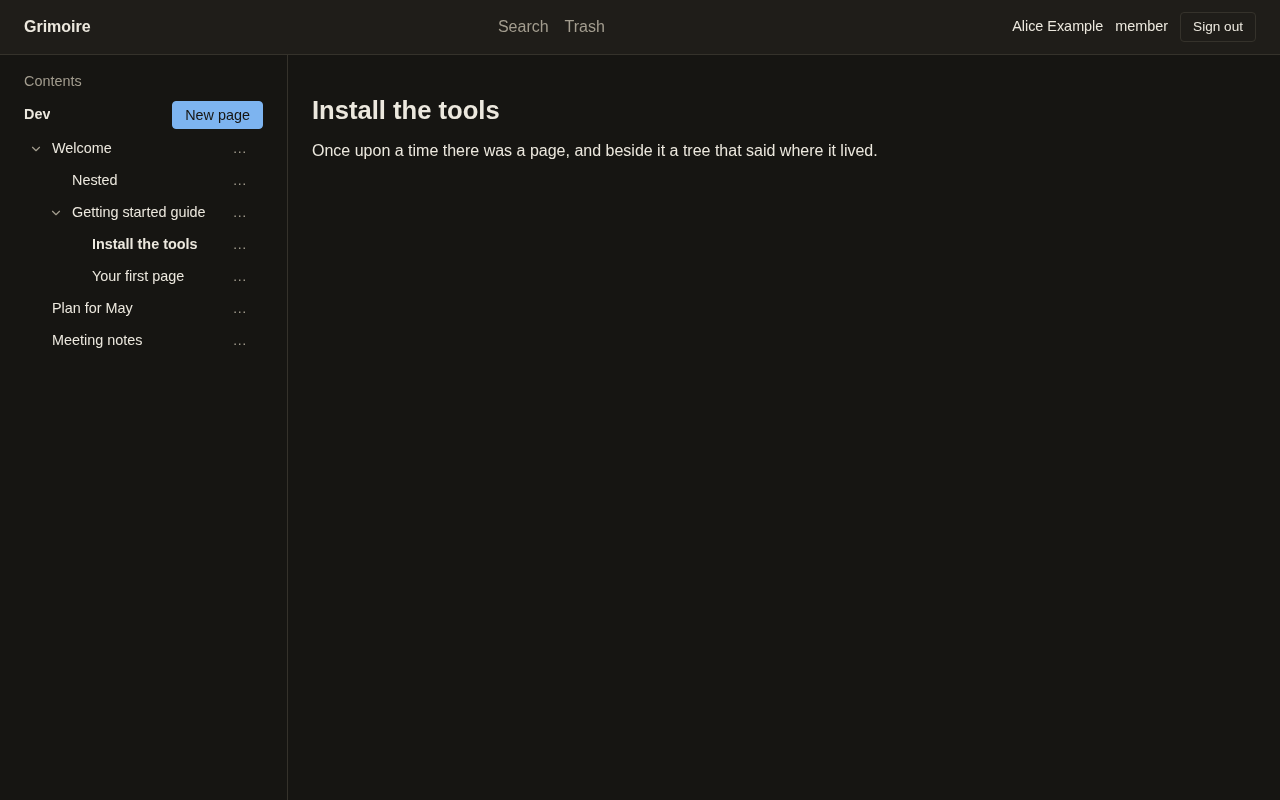 Grimoire
Search Trash
Alice Example member Sign out
Contents
Dev New page
Welcome ...
Nested ...
Getting started guide ...
Install the tools ...
Your first page ...
Plan for May ...
Meeting notes ...
Install the tools
Once upon a time there was a page, and beside it a tree that said where it lived.